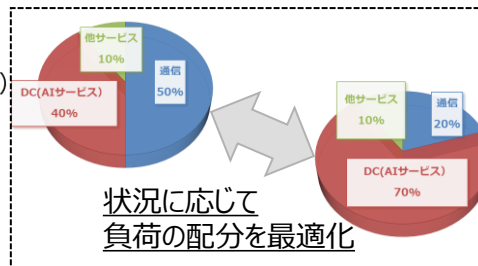 )
他サービス
10%
通信
50%
DC(AIサービス)
40%
他サービス
10%
通信
20%
DC(AIサービス)
70%
状況に応じて
負荷の配分を最適化